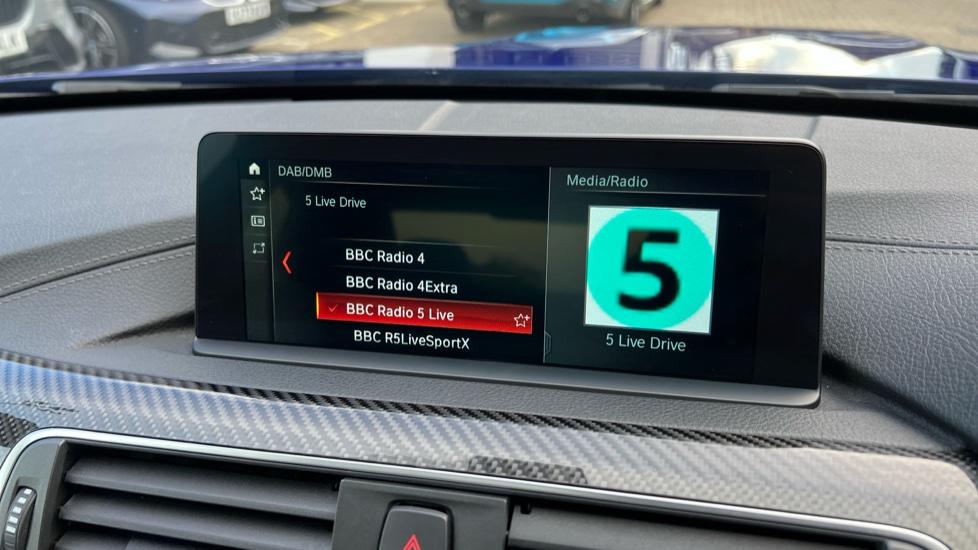 DAB/DMB
5 Live Drive
BBC Radio 4
BBC Radio 4Extra
BBC Radio 5 Live
BBC R5LiveSportX
Media/Radio
5
5 Live Drive